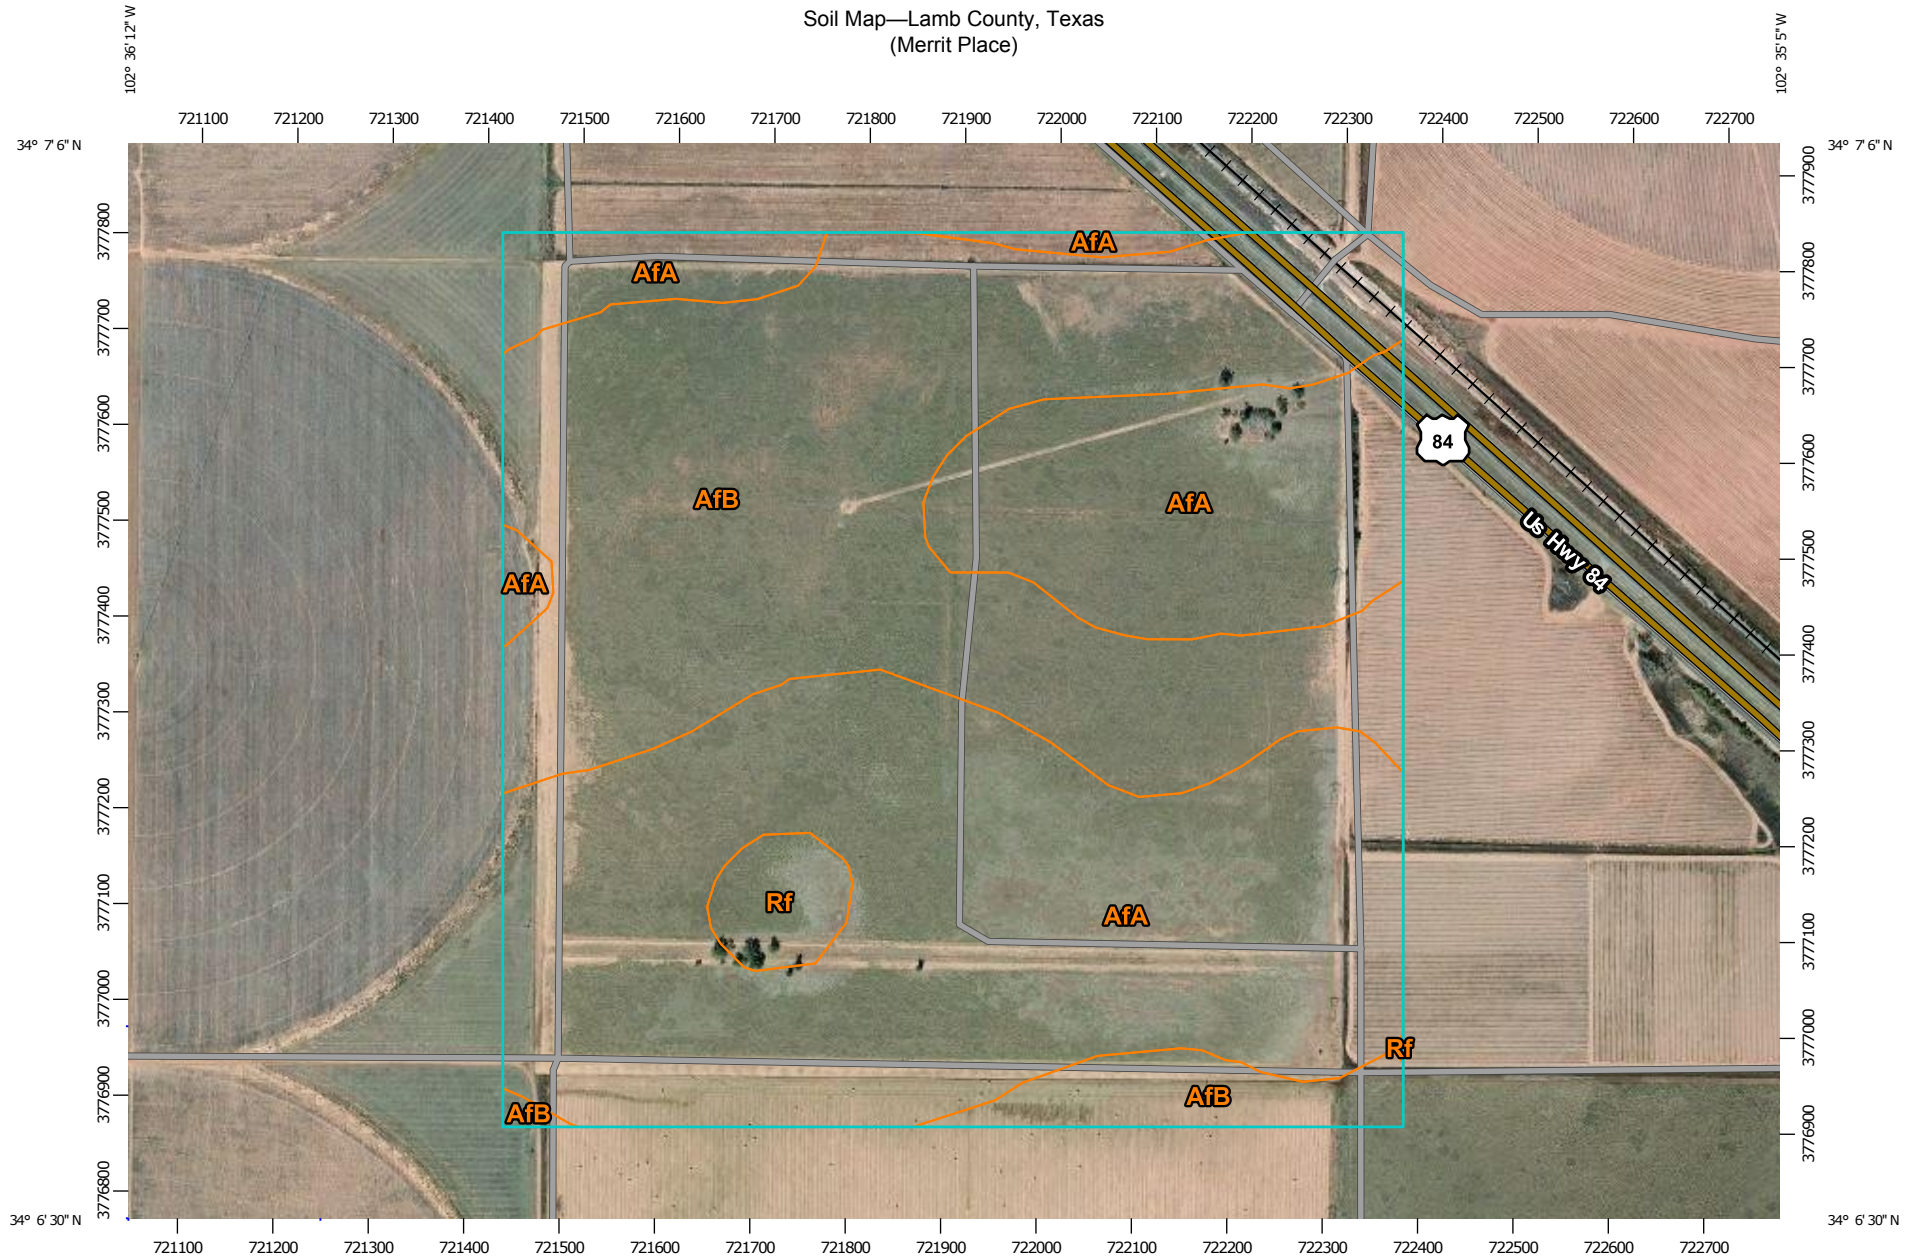 Soil Map—Lamb County, Texas
(Merrit Place)
102° 36' 12" W
102° 35' 5" W
721100 721200 721300 721400 721500 721600 721700 721800 721900 722000 722100 722200 722300 722400 722500 722600 722700
34° 7' 6" N
34° 7' 6" N
3777800
3777700
3777600
3777500
3777400
3777300
3777200
3777100
3777000
3776900
3776800
3777900
3777800
3777700
3777600
3777500
3777400
3777300
3777200
3777100
3777000
3776900
AfA
AfA
84
AfB
AfA
Us Hwy 84
AfA
Rf
AfA
Rf
AfB
AfB
34° 6' 30" N
34° 6' 30" N
721100 721200 721300 721400 721500 721600 721700 721800 721900 722000 722100 722200 722300 722400 722500 722600